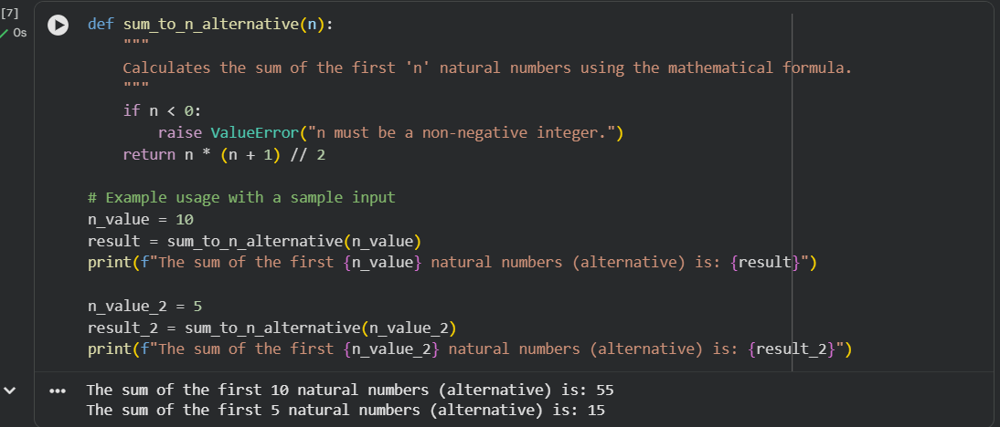 [7]
0s
def sum_to_n_alternative(n):
    """
    Calculates the sum of the first 'n' natural numbers using the mathematical formula.
    """
    if n < 0:
        raise ValueError("n must be a non-negative integer.")
    return n * (n + 1) // 2

# Example usage with a sample input
n_value = 10
result = sum_to_n_alternative(n_value)
print(f"The sum of the first {n_value} natural numbers (alternative) is: {result}")

n_value_2 = 5
result_2 = sum_to_n_alternative(n_value_2)
print(f"The sum of the first {n_value_2} natural numbers (alternative) is: {result_2}")
The sum of the first 10 natural numbers (alternative) is: 55
The sum of the first 5 natural numbers (alternative) is: 15